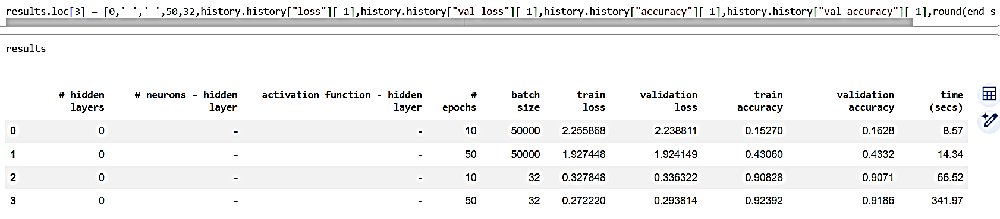 results.loc[3] = [0,'-','-',50,32,history.history["loss"][-1],history.history["val_loss"][-1],history.history["accuracy"][-1],history.history["val_accuracy"][-1],round(end-s
results
# hidden layers # neurons - hidden layer activation function - hidden layer # epochs batch size train loss validation loss train accuracy validation accuracy time (secs)
0 0 - - 10 50000 2.255868 2.238811 0.15270 0.1628 8.57
1 0 - - 50 50000 1.927448 1.924149 0.43060 0.4332 14.34
2 0 - - 10 32 0.327848 0.336322 0.90828 0.9071 66.52
3 0 - - 50 32 0.272220 0.293814 0.92392 0.9186 341.97